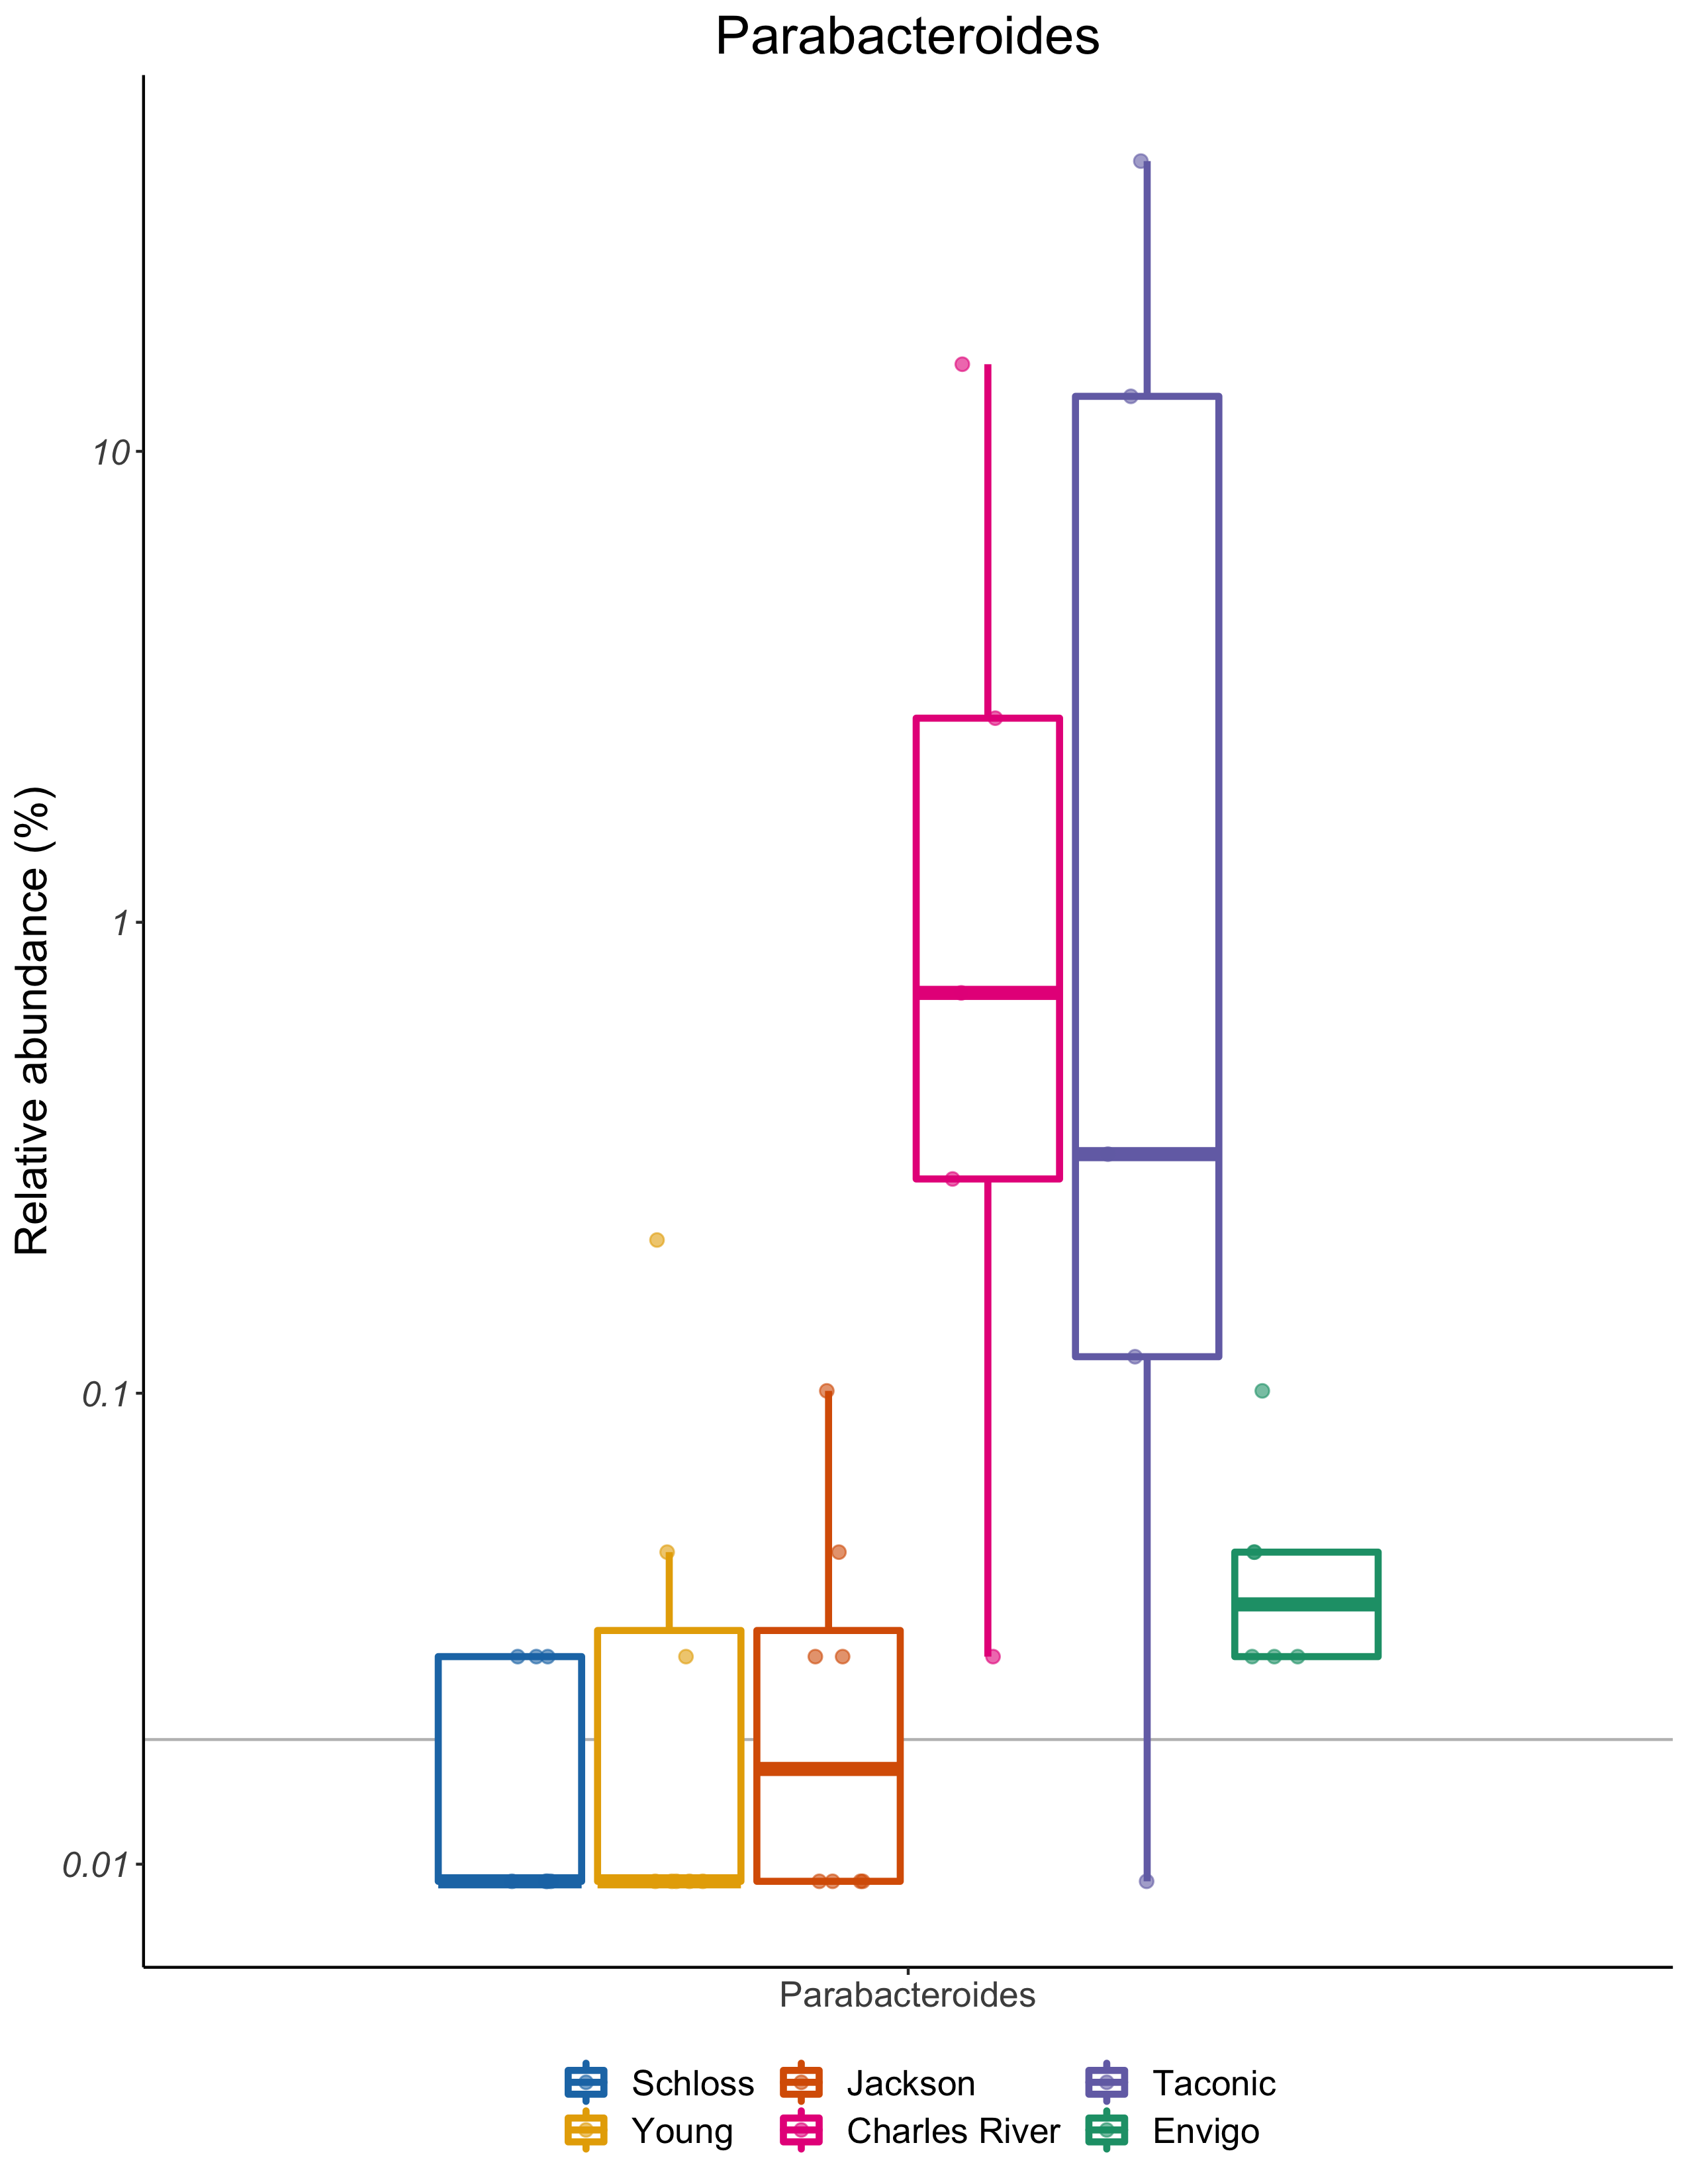 Parabacteroides
Relative abundance (%)
10
1
0.1
0.01
Parabacteroides
Schloss
Jackson
Taconic
Young
Charles River
Envigo